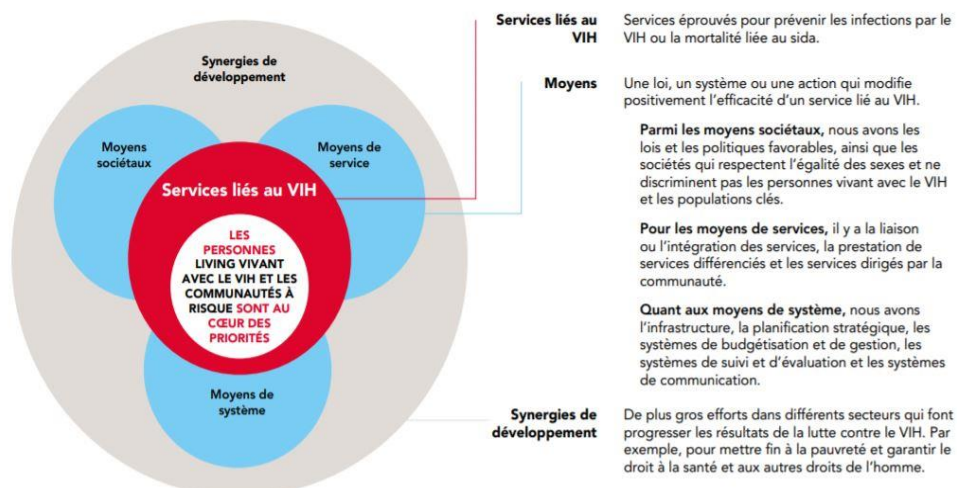 Synergies de
développement
Moyens
sociétaux
Moyens de
service
Services liés au VIH
LES
PERSONNES
LIVING VIVANT
AVEC LE VIH ET LES
COMMUNAUTÉS À
RISQUE SONT AU
CŒUR DES
PRIORITÉS
Moyens de
système
Services liés au
VIH
Services éprouvés pour prévenir les infections par le
VIH ou la mortalité liée au sida.
Moyens
Une loi, un système ou une action qui modifie
positivement l’efficacité d’un service lié au VIH.
Parmi les moyens sociétaux, nous avons les
lois et les politiques favorables, ainsi que les
sociétés qui respectent l’égalité des sexes et ne
discriminent pas les personnes vivant avec le VIH
et les populations clés.
Pour les moyens de services, il y a la liaison
ou l’intégration des services, la prestation de
services différenciés et les services dirigés par la
communauté.
Quant aux moyens de système, nous avons
l’infrastructure, la planification stratégique, les
systèmes de budgétisation et de gestion, les
systèmes de suivi et d’évaluation et les systèmes
de communication.
Synergies de
développement
De plus gros efforts dans différents secteurs qui font
progresser les résultats de la lutte contre le VIH. Par
exemple, pour mettre fin à la pauvreté et garantir le
droit à la santé et aux autres droits de l’homme.